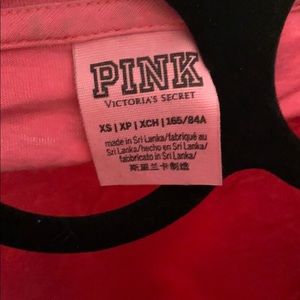 PINK
VICTORIA'S SECRET
XS | XP | XCH | 165/84A
made in Sri Lanka/fabriqué au
Sri Lanka/hecho en Sri Lanka/
fabbricato in Sri Lanka/
斯里兰卡制造